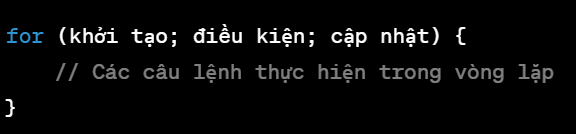 for (khởi tạo; điều kiện; cập nhật) {
    // Các câu lệnh thực hiện trong vòng lặp
}